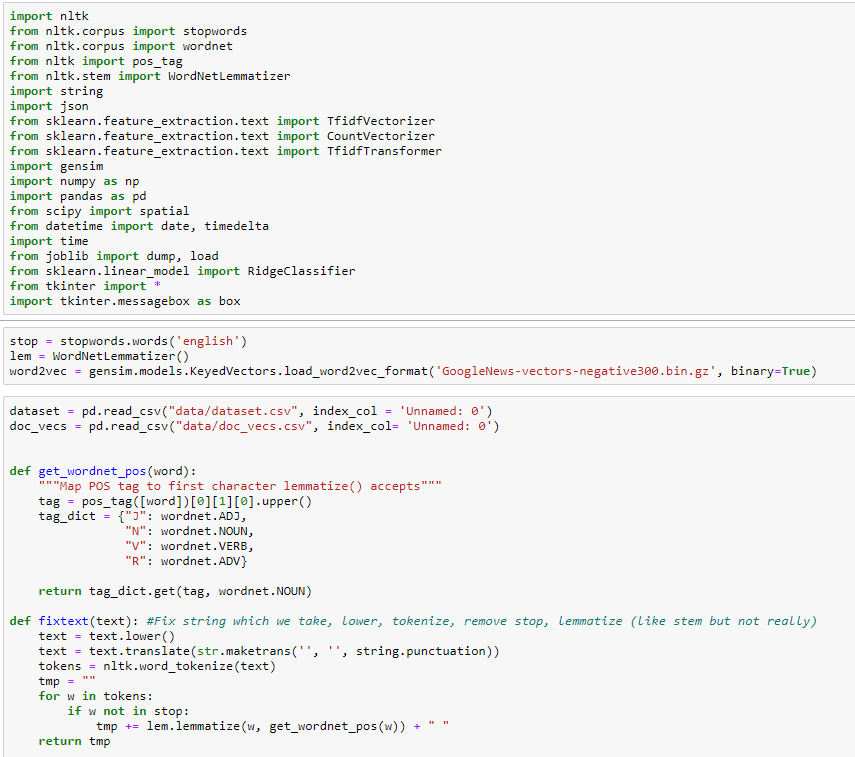 import nltk
from nltk.corpus import stopwords
from nltk.corpus import wordnet
from nltk import pos_tag
from nltk.stem import WordNetLemmatizer
import string
import json
from sklearn.feature_extraction.text import TfidfVectorizer
from sklearn.feature_extraction.text import CountVectorizer
from sklearn.feature_extraction.text import TfidfTransformer
import gensim
import numpy as np
import pandas as pd
from scipy import spatial
from datetime import date, timedelta
import time
from joblib import dump, load
from sklearn.linear_model import RidgeClassifier
from tkinter import *
import tkinter.messagebox as box
stop = stopwords.words('english')
lem = WordNetLemmatizer()
word2vec = gensim.models.KeyedVectors.load_word2vec_format('GoogleNews-vectors-negative300.bin.gz', binary=True)
dataset = pd.read_csv("data/dataset.csv", index_col = 'Unnamed: 0')
doc_vecs = pd.read_csv("data/doc_vecs.csv", index_col= 'Unnamed: 0')
def get_wordnet_pos(word):
    """Map POS tag to first character lemmatize() accepts"""
    tag = pos_tag([word])[0][1][0].upper()
    tag_dict = {"J": wordnet.ADJ,
                "N": wordnet.NOUN,
                "V": wordnet.VERB,
                "R": wordnet.ADV}
    return tag_dict.get(tag, wordnet.NOUN)
def fixtext(text): #Fix string which we take, lower, tokenize, remove stop, lemmatize (like stem but not really)
    text = text.lower()
    text = text.translate(str.maketrans('', '', string.punctuation))
    tokens = nltk.word_tokenize(text)
    tmp = ""
    for w in tokens:
        if w not in stop:
            tmp += lem.lemmatize(w, get_wordnet_pos(w)) + " "
    return tmp